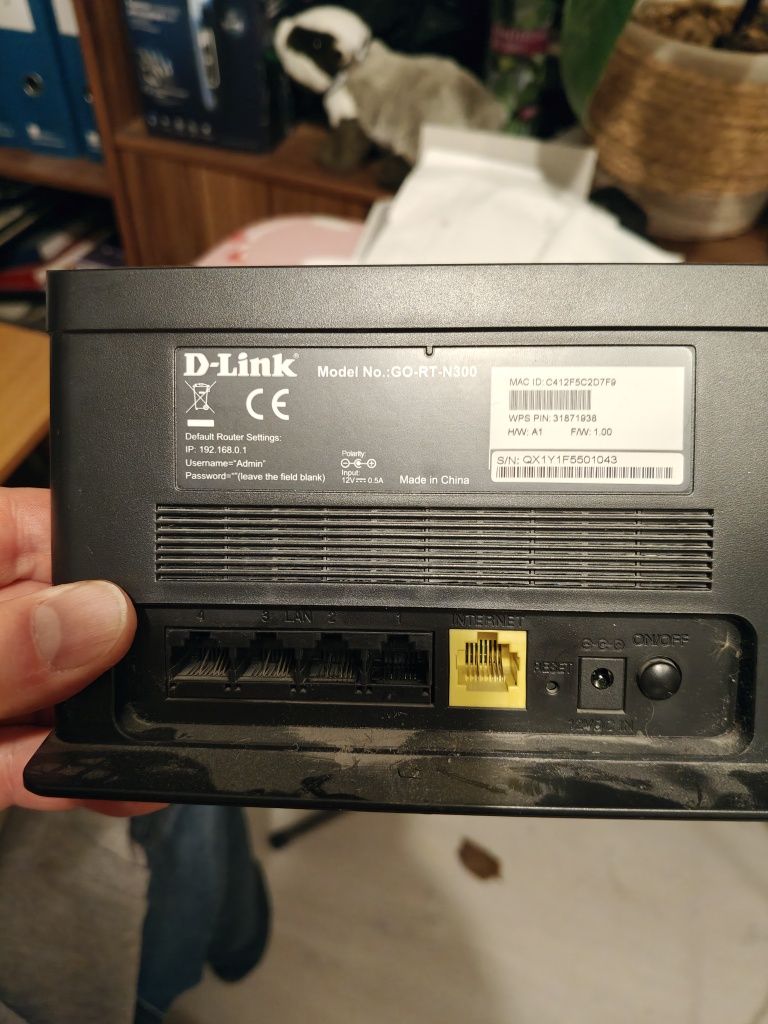 D-Link®
Model No.:GO-RT-N300
Default Router Settings:
IP: 192.168.0.1
Username="Admin"
Password=""(leave the field blank)
Polarity:
Input:
12V⎓ 0.5A
Made in China
CE
MAC ID: C412F5C2D7F9
WPS PIN: 31871938
H/W: A1 F/W: 1.00
S/N: QX1Y1F5501043
4 3 LAN 2 1
INTERNET
RESET
12VDC IN
ON/OFF